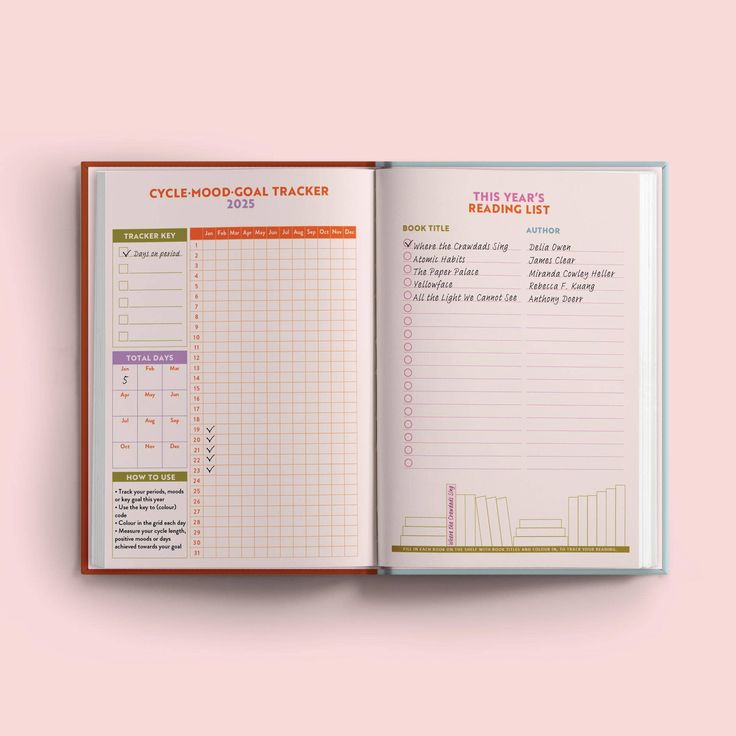 CYCLE·MOOD·GOAL TRACKER
2025
TRACKER KEY
✓ Days on period
TOTAL DAYS
Jan Feb Mar
5
Apr May Jun
Jul Aug Sep
Oct Nov Dec
HOW TO USE
• Track your periods, moods
or key goal this year
• Use the key to (colour)
code
• Colour in the grid each day
• Measure your cycle length,
positive moods or days
achieved towards your goal
Jan Feb Mar Apr May Jun Jul Aug Sep Oct Nov Dec
1
2
3
4
5
6
7
8
9
10
11
12
13
14
15
16
17
18
19 ✓
20 ✓
21 ✓
22 ✓
23 ✓
24
25
26
27
28
29
30
31
THIS YEAR'S
READING LIST
BOOK TITLE AUTHOR
✓ Where the Crawdads Sing Delia Owen
Atomic Habits James Clear
The Paper Palace Miranda Cowley Heller
Yellowface Rebecca F. Kuang
All the Light We Cannot See Anthony Doerr
Where the Crawdads Sing
FILL IN EACH BOOK ON THE SHELF WITH BOOK TITLES AND COLOUR IN, TO TRACK YOUR READING.